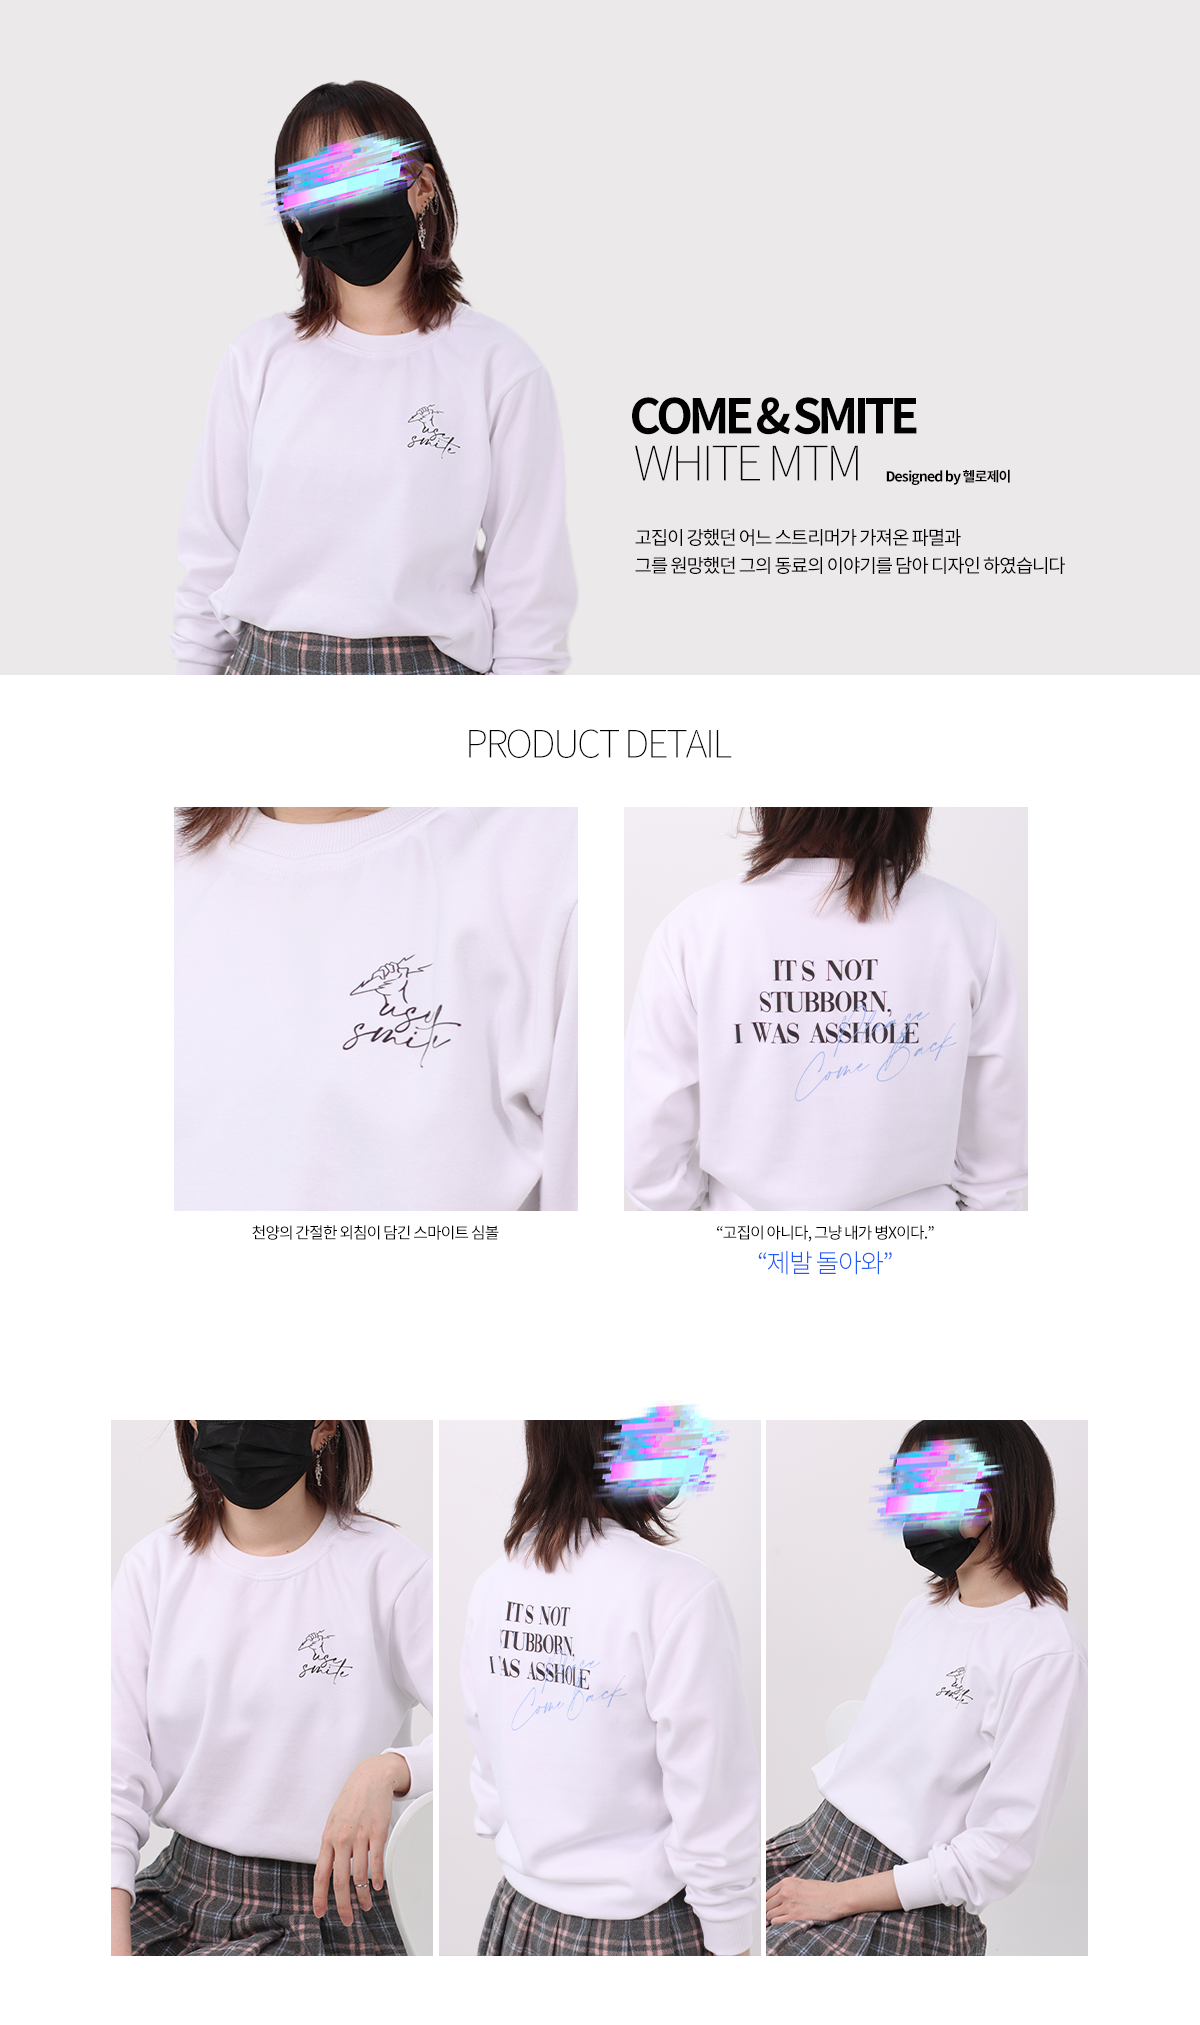 use
smite
COME & SMITE
WHITE MTM
Designed by 헬로제이
고집이 강했던 어느 스트리머가 가져온 파멸과
그를 원망했던 그의 동료의 이야기를 담아 디자인 하였습니다
PRODUCT DETAIL
use
smite
IT S NOT
STUBBORN,
I WAS ASSHOLE
Please
Come Back
천양의 간절한 외침이 담긴 스마이트 심볼
“고집이 아니다, 그냥 내가 병X이다.”
“제발 돌아와”
use
smite
IT S NOT
TUBBORN,
AS ASSHOLE
Please
Come Back
use
smite